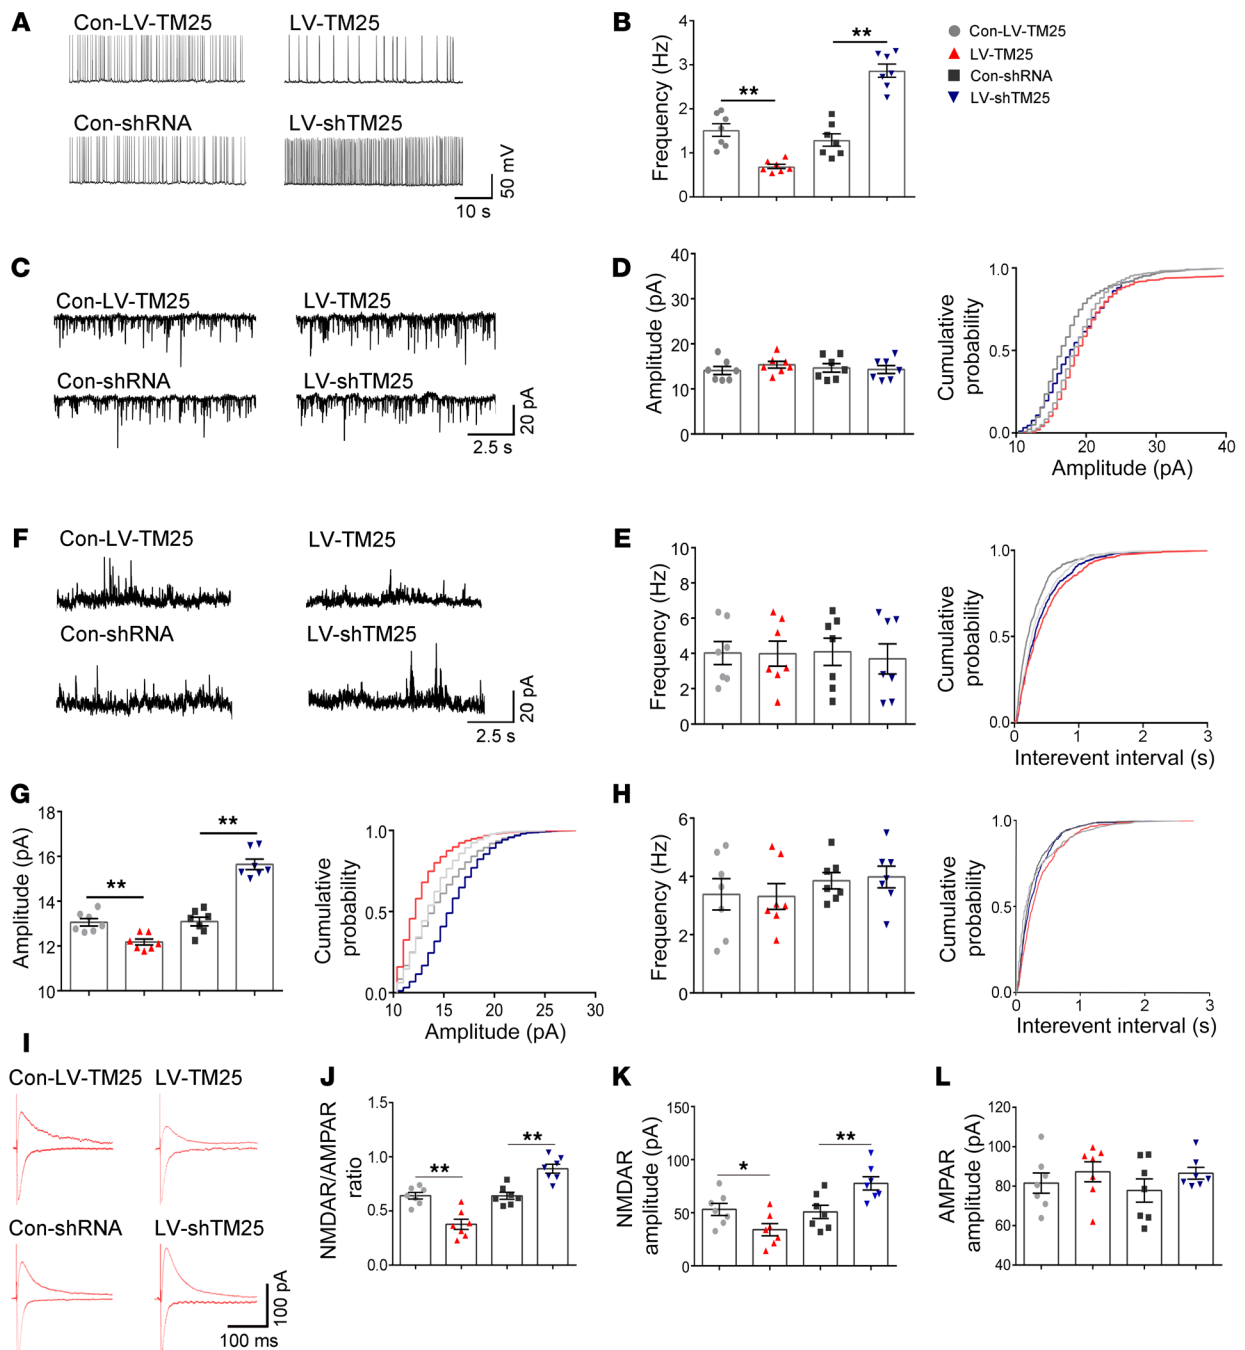 A
Con-LV-TM25
LV-TM25
Con-shRNA
LV-shTM25
50 mV
10 s
B
Frequency (Hz)
4
3
2
1
0
**
**
Con-LV-TM25
LV-TM25
Con-shRNA
LV-shTM25
C
Con-LV-TM25
LV-TM25
Con-shRNA
LV-shTM25
20 pA
2.5 s
D
Amplitude (pA)
40
30
20
10
0
Cumulative
probability
1.0
0.5
0.0
10 20 30 40
Amplitude (pA)
F
Con-LV-TM25
LV-TM25
Con-shRNA
LV-shTM25
20 pA
2.5 s
E
Frequency (Hz)
10
8
6
4
2
0
Cumulative
probability
1.0
0.5
0.0
0 1 2 3
Interevent interval (s)
G
Amplitude (pA)
18
16
14
12
10
**
**
Cumulative
probability
1.0
0.5
0.0
10 15 20 25 30
Amplitude (pA)
H
Frequency (Hz)
6
4
2
0
Cumulative
probability
1.0
0.5
0.0
0 1 2 3
Interevent interval (s)
I
Con-LV-TM25
LV-TM25
Con-shRNA
LV-shTM25
100 pA
100 ms
J
NMDAR/AMPAR
ratio
1.5
1.0
0.5
0.0
**
**
K
NMDAR
amplitude (pA)
150
100
50
0
*
**
L
AMPAR
amplitude (pA)
120
100
80
60
40